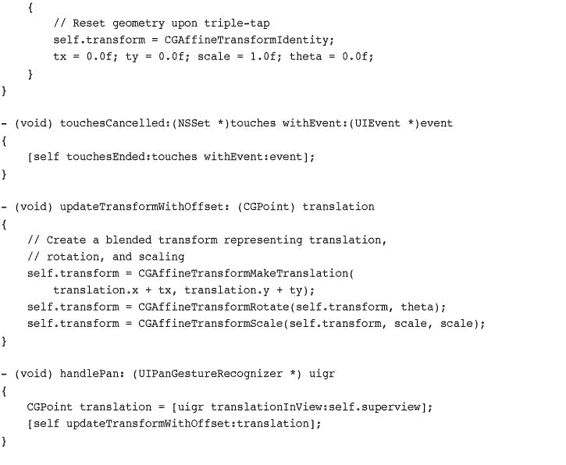 {
        // Reset geometry upon triple-tap
        self.transform = CGAffineTransformIdentity;
        tx = 0.0f; ty = 0.0f; scale = 1.0f; theta = 0.0f;
    }
}

- (void) touchesCancelled:(NSSet *)touches withEvent:(UIEvent *)event
{
    [self touchesEnded:touches withEvent:event];
}

- (void) updateTransformWithOffset: (CGPoint) translation
{
    // Create a blended transform representing translation,
    // rotation, and scaling
    self.transform = CGAffineTransformMakeTranslation(
        translation.x + tx, translation.y + ty);
    self.transform = CGAffineTransformRotate(self.transform, theta);
    self.transform = CGAffineTransformScale(self.transform, scale, scale);
}

- (void) handlePan: (UIPanGestureRecognizer *) uigr
{
    CGPoint translation = [uigr translationInView:self.superview];
    [self updateTransformWithOffset:translation];
}